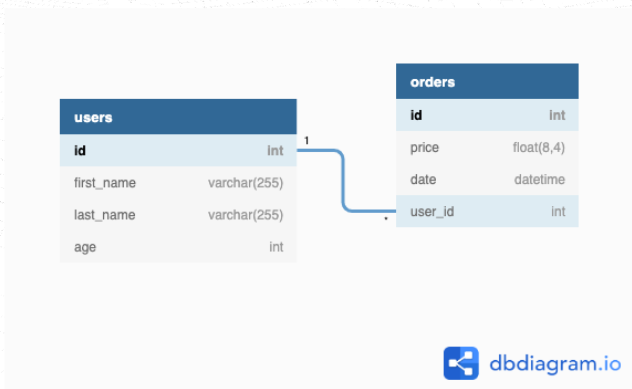 users
id int
first_name varchar(255)
last_name varchar(255)
age int
1
*
orders
id int
price float(8,4)
date datetime
user_id int
dbdiagram.io